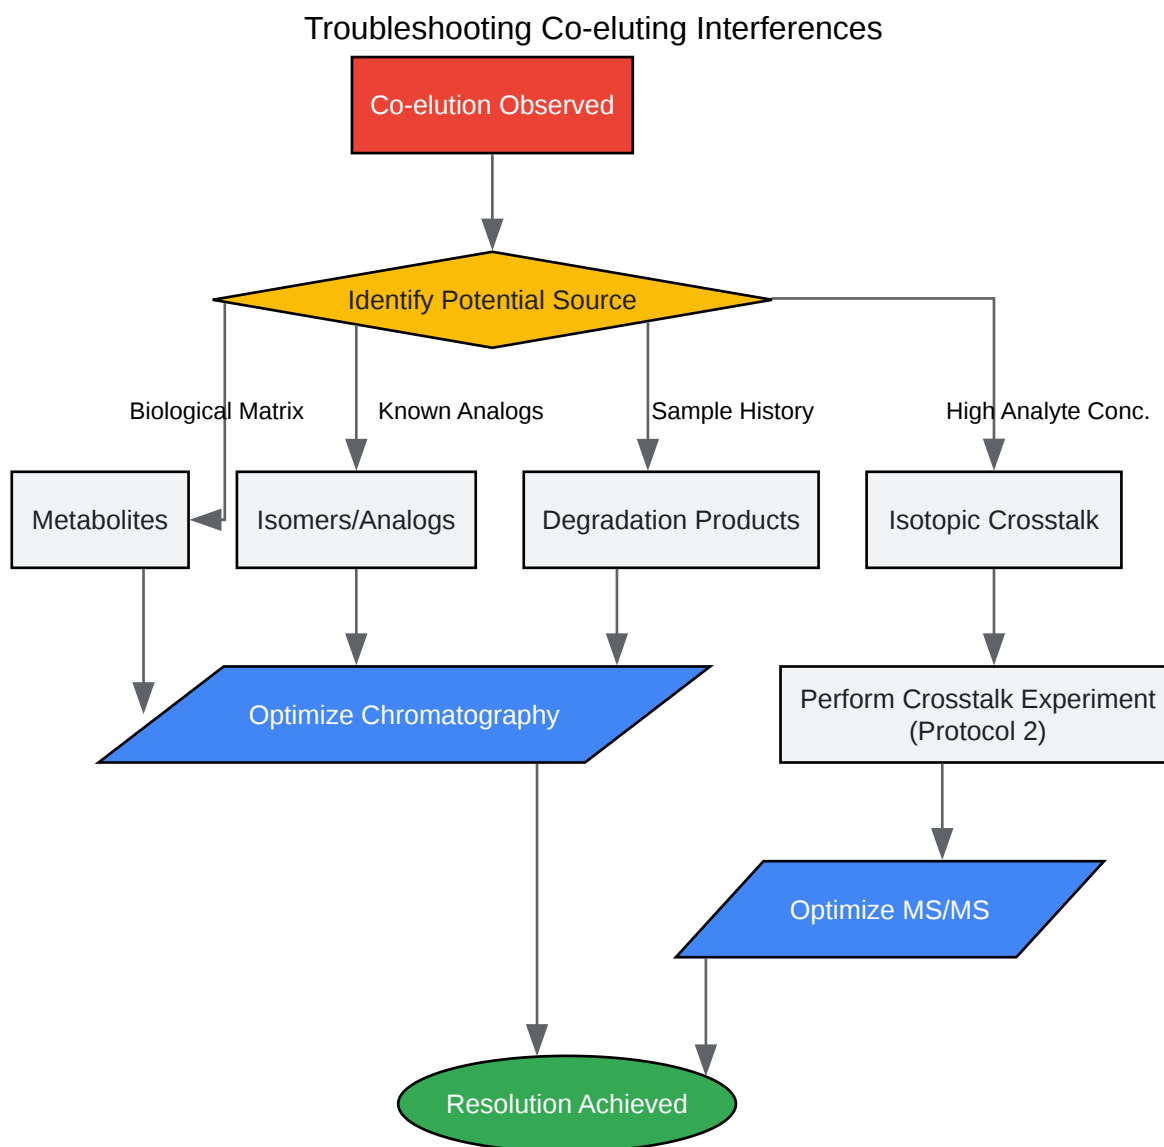 Troubleshooting Co-eluting Interferences
Co-elution Observed
Identify Potential Source
Biological Matrix
Known Analogs
Sample History
High Analyte Conc.
Metabolites
Isomers/Analogs
Degradation Products
Isotopic Crosstalk
Optimize Chromatography
Perform Crosstalk Experiment
(Protocol 2)
Optimize MS/MS
Resolution Achieved